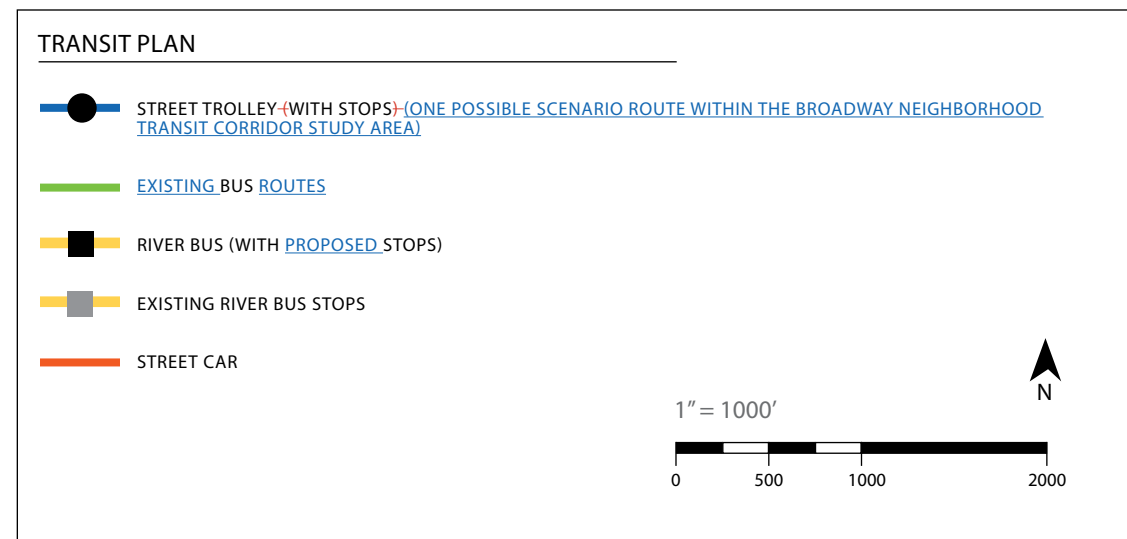 TRANSIT PLAN
STREET TROLLEY (WITH STOPS) (ONE POSSIBLE SCENARIO ROUTE WITHIN THE BROADWAY NEIGHBORHOOD
TRANSIT CORRIDOR STUDY AREA)
EXISTING BUS ROUTES
RIVER BUS (WITH PROPOSED STOPS)
EXISTING RIVER BUS STOPS
STREET CAR
N
1” = 1000’
0 500 1000 2000